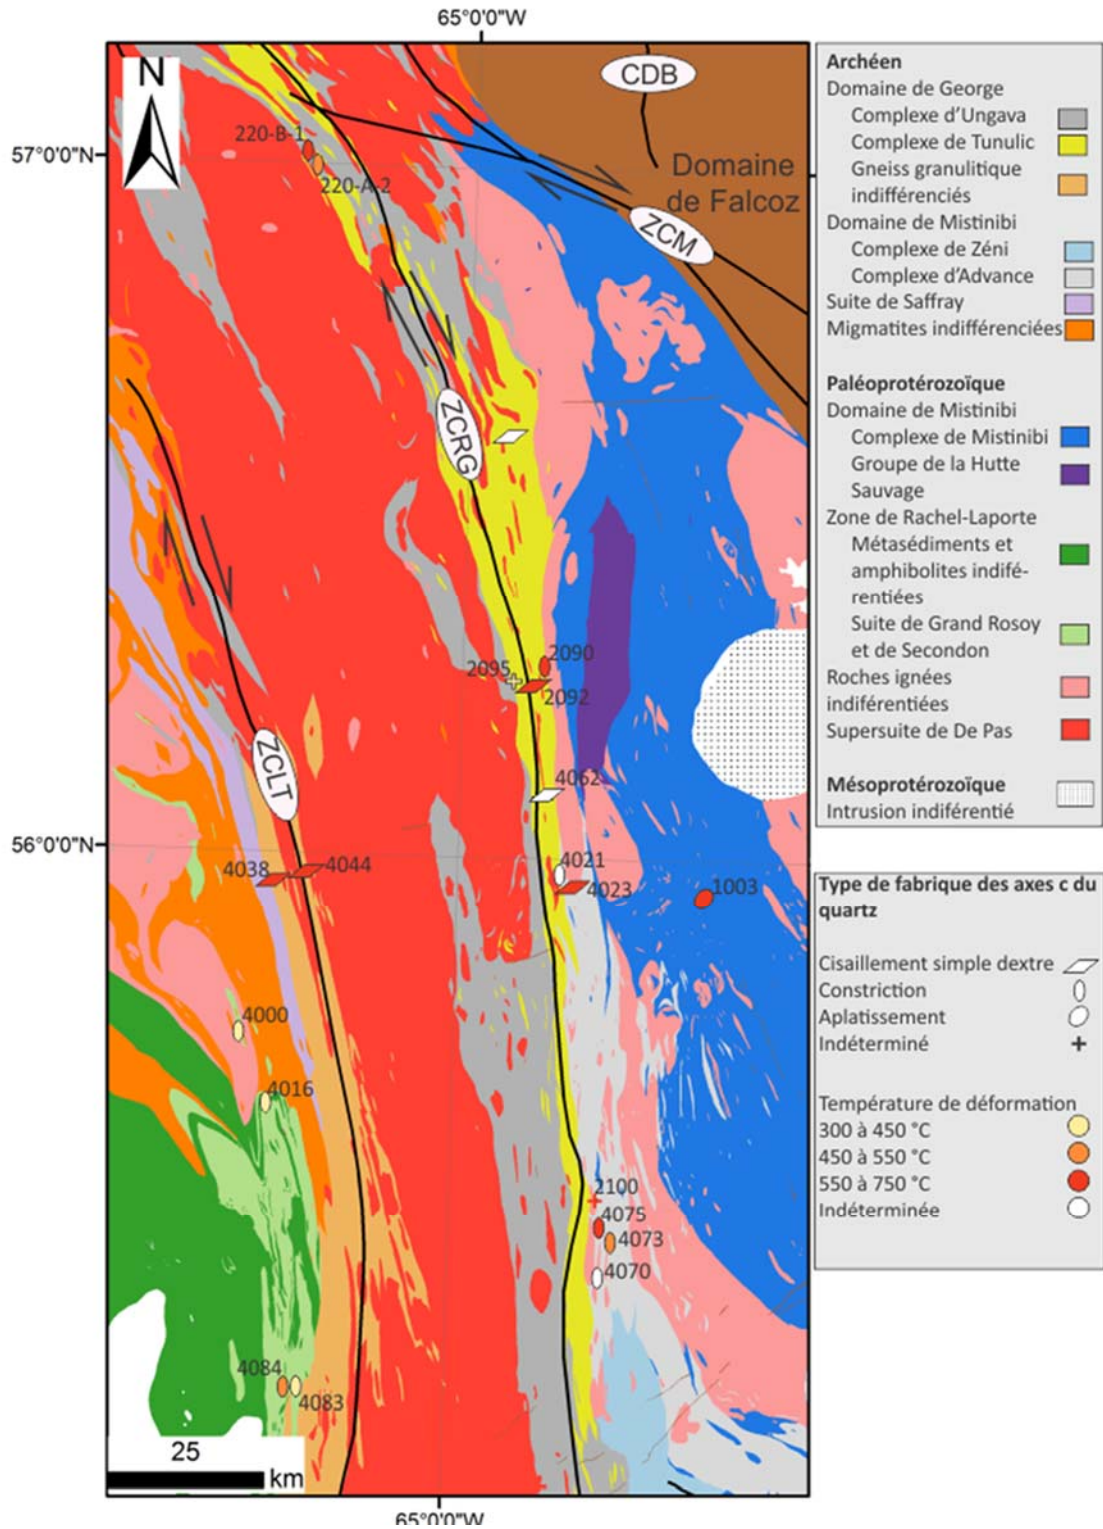 65°0'0"W
N
CDB
57°0'0"N
220-B-1
220-A-2
Domaine
de Falcoz
ZCM
ZCRG
2095
2090
2092
ZCLT
4062
56°0'0"N
4038
4044
4021
4023
1003
4000
4016
2100
4075
4073
4070
4084
4083
25
km
65°0'0"W
Archéen
Domaine de George
Complexe d'Ungava
Complexe de Tunulic
Gneiss granulitique
indifférenciés
Domaine de Mistinibi
Complexe de Zéni
Complexe d'Advance
Suite de Saffray
Migmatites indifférenciées
Paléoprotérozoïque
Domaine de Mistinibi
Complexe de Mistinibi
Groupe de la Hutte
Sauvage
Zone de Rachel-Laporte
Métasédiments et
amphibolites indifé-
rentiées
Suite de Grand Rosoy
et de Secondon
Roches ignées
indiférentiées
Supersuite de De Pas
Mésoprotérozoïque
Intrusion indiférentié
Type de fabrique des axes c du
quartz
Cisaillement simple dextre
Constriction
Aplatissement
Indéterminé
Température de déformation
300 à 450 °C
450 à 550 °C
550 à 750 °C
Indéterminée